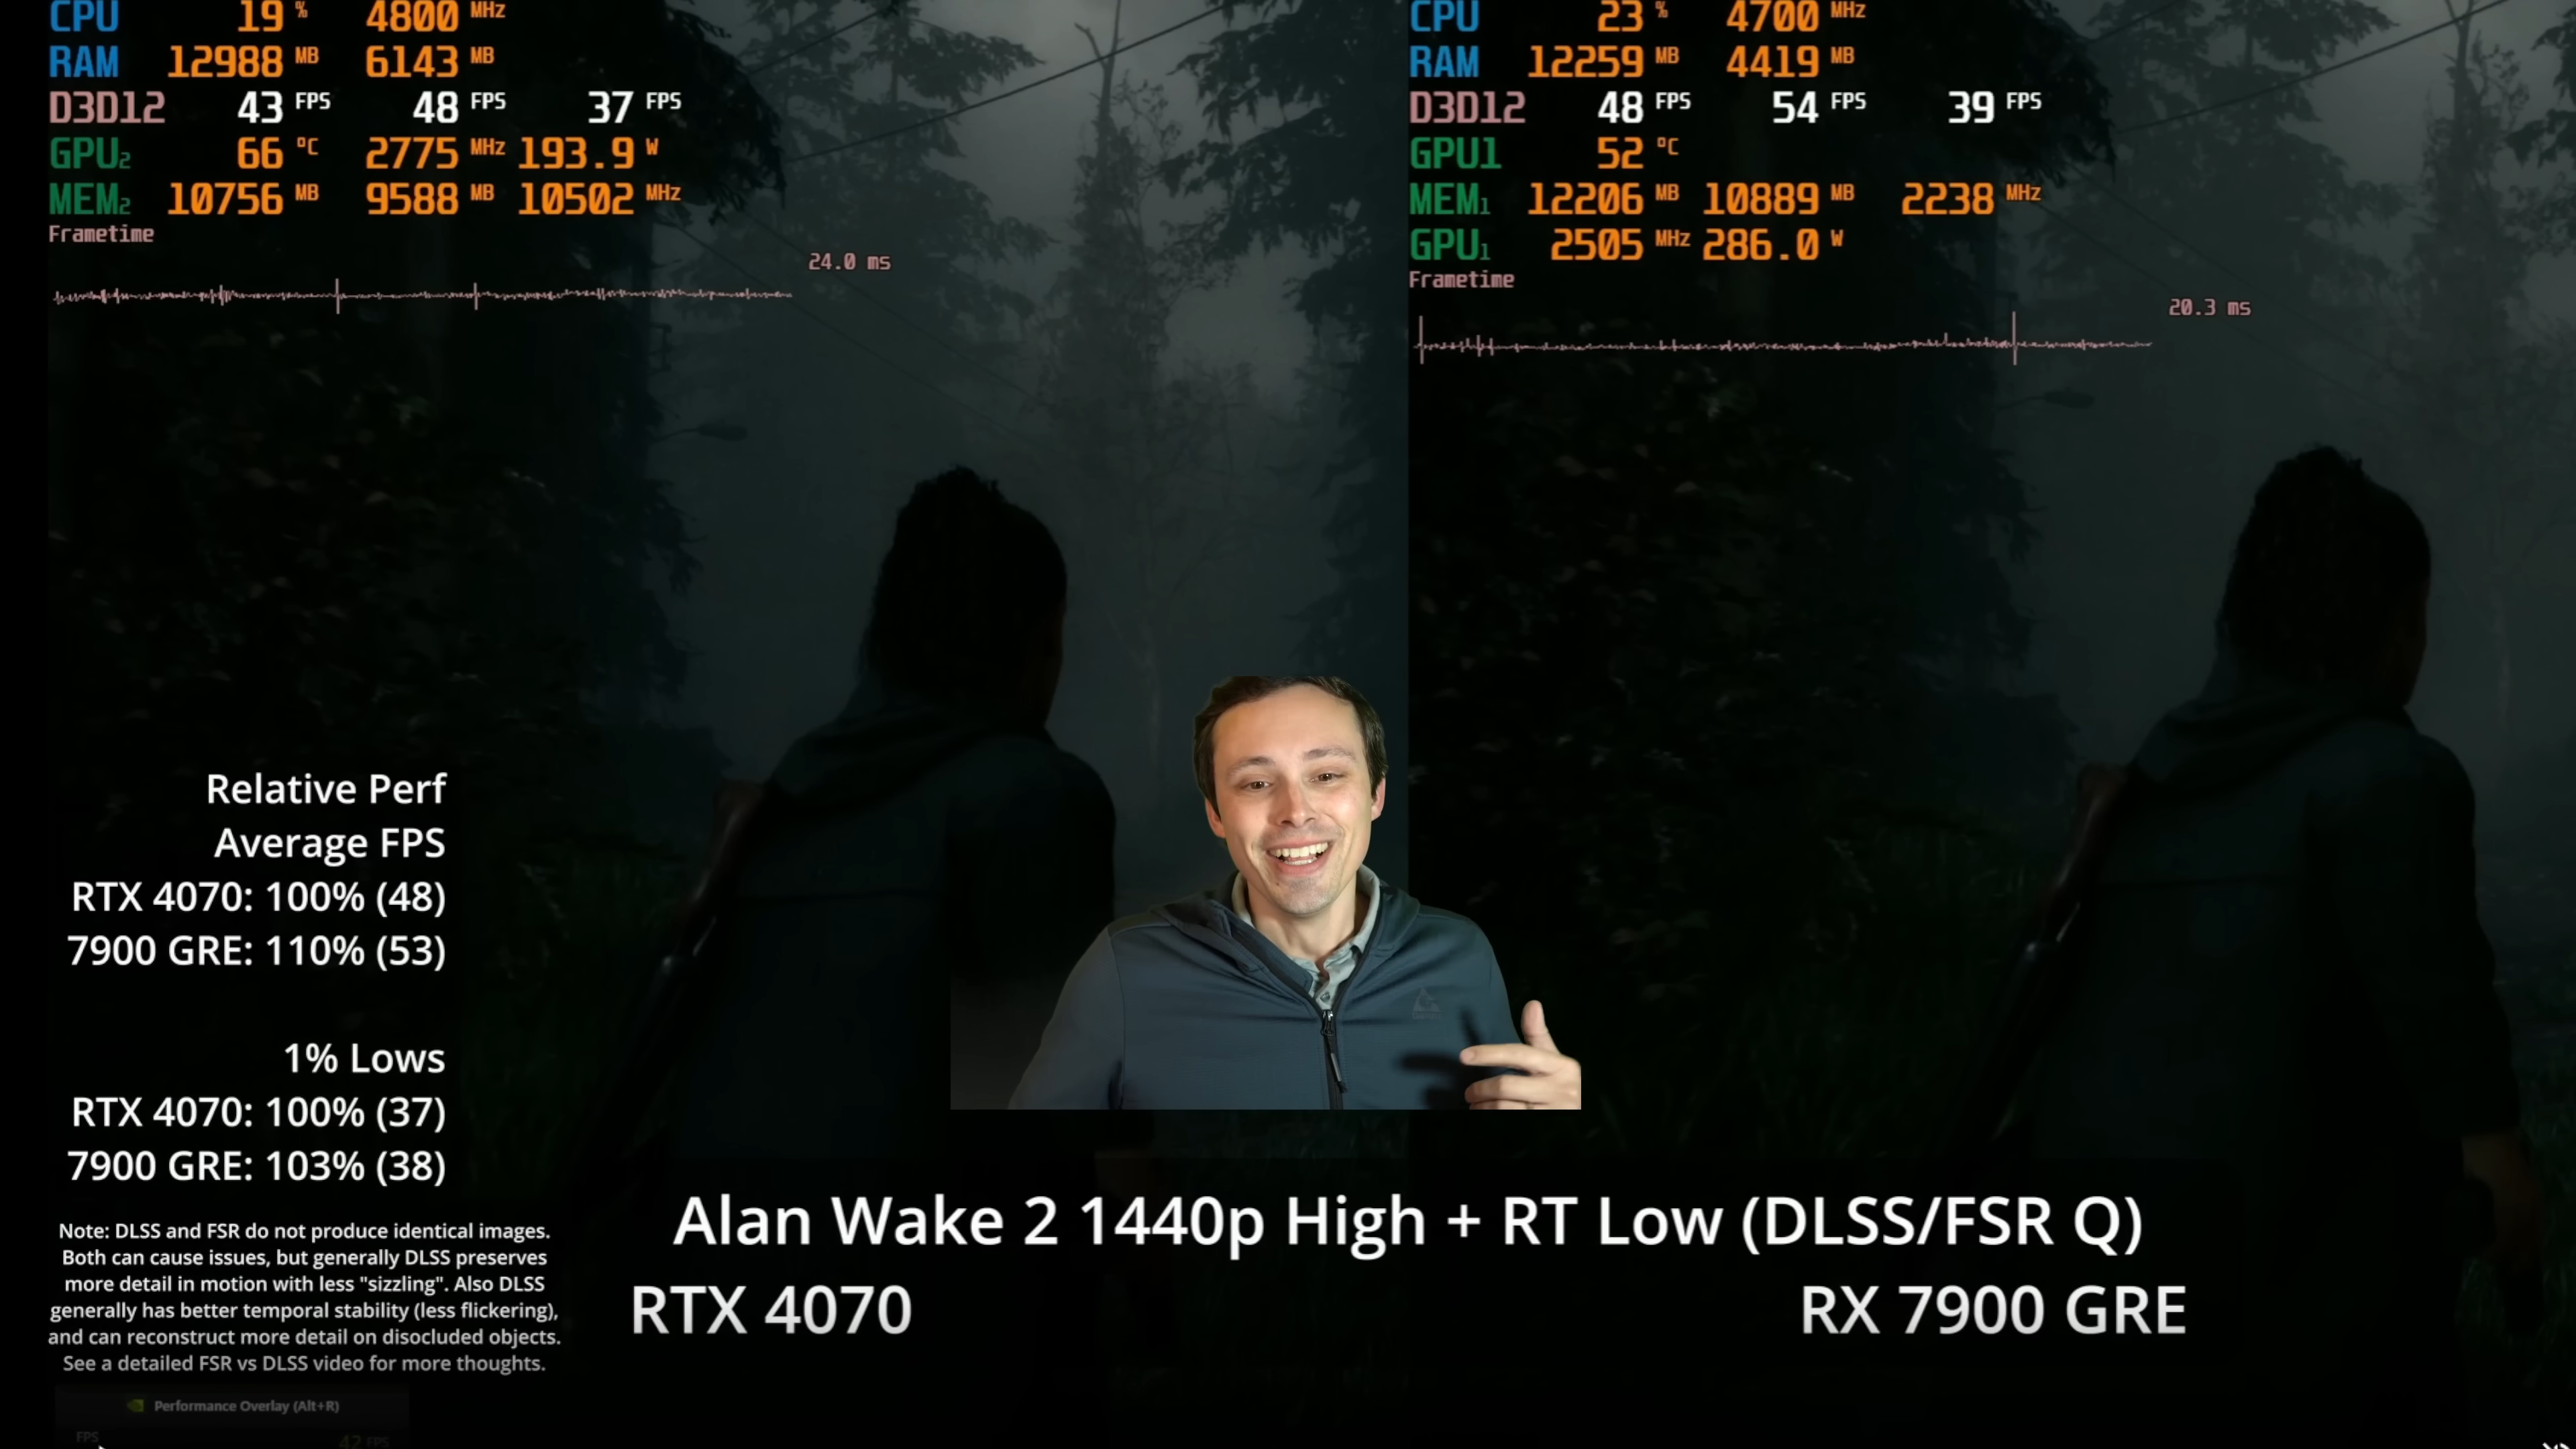 CPU 19 % 4800 MHz
RAM 12988 MB 6143 MB
D3D12 43 FPS 48 FPS 37 FPS
GPU2 66 °C 2775 MHz 193.9 W
MEM2 10756 MB 9588 MB 10502 MHz
Frametime
24.0 ms
CPU 23 % 4700 MHz
RAM 12259 MB 4419 MB
D3D12 48 FPS 54 FPS 39 FPS
GPU1 52 °C
MEM1 12206 MB 10889 MB 2238 MHz
GPU1 2505 MHz 286.0 W
Frametime
20.3 ms
Relative Perf
Average FPS
RTX 4070: 100% (48)
7900 GRE: 110% (53)
1% Lows
RTX 4070: 100% (37)
7900 GRE: 103% (38)
Note: DLSS and FSR do not produce identical images.
Both can cause issues, but generally DLSS preserves
more detail in motion with less "sizzling". Also DLSS
generally has better temporal stability (less flickering),
and can reconstruct more detail on disocluded objects.
See a detailed FSR vs DLSS video for more thoughts.
Alan Wake 2 1440p High + RT Low (DLSS/FSR Q)
RTX 4070
RX 7900 GRE
Performance Overlay (Alt+R)
FPS 42 FPS